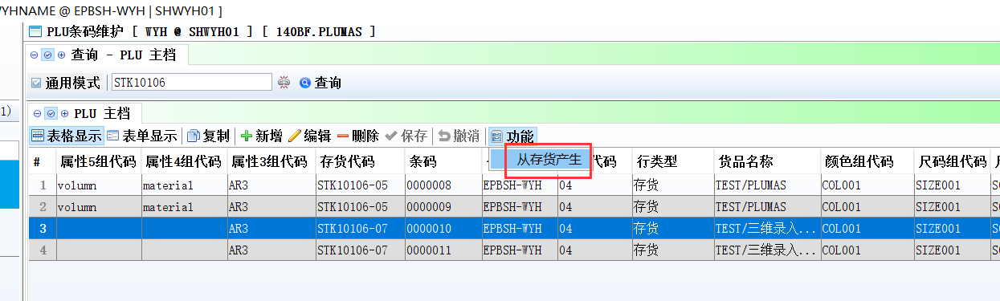 YHNAME @ EPBSH-WYH | SHWYH01 ]
PLU条码维护 [ WYH @ SHWYH01 ] [ 140BF.PLUMAS ]
查询 - PLU 主档
通用模式 STK10106 查询
1)
PLU 主档
表格显示 表单显示 复制 新增 编辑 删除 保存 撤消 功能
从存货产生
# 属性5组代码 属性4组代码 属性3组代码 存货代码 条码 代码 行类型 货品名称 颜色组代码 尺码组代码
1 volumn material AR3 STK10106-05 0000008 EPBSH-WYH 04 存货 TEST/PLUMAS COL001 SIZE001 S
2 volumn material AR3 STK10106-05 0000009 EPBSH-WYH 04 存货 TEST/PLUMAS COL001 SIZE001 S
3 AR3 STK10106-07 0000010 EPBSH-WYH 04 存货 TEST/三维录入... COL001 SIZE001 S
4 AR3 STK10106-07 0000011 EPBSH-WYH 04 存货 TEST/三维录入... COL001 SIZE001 S